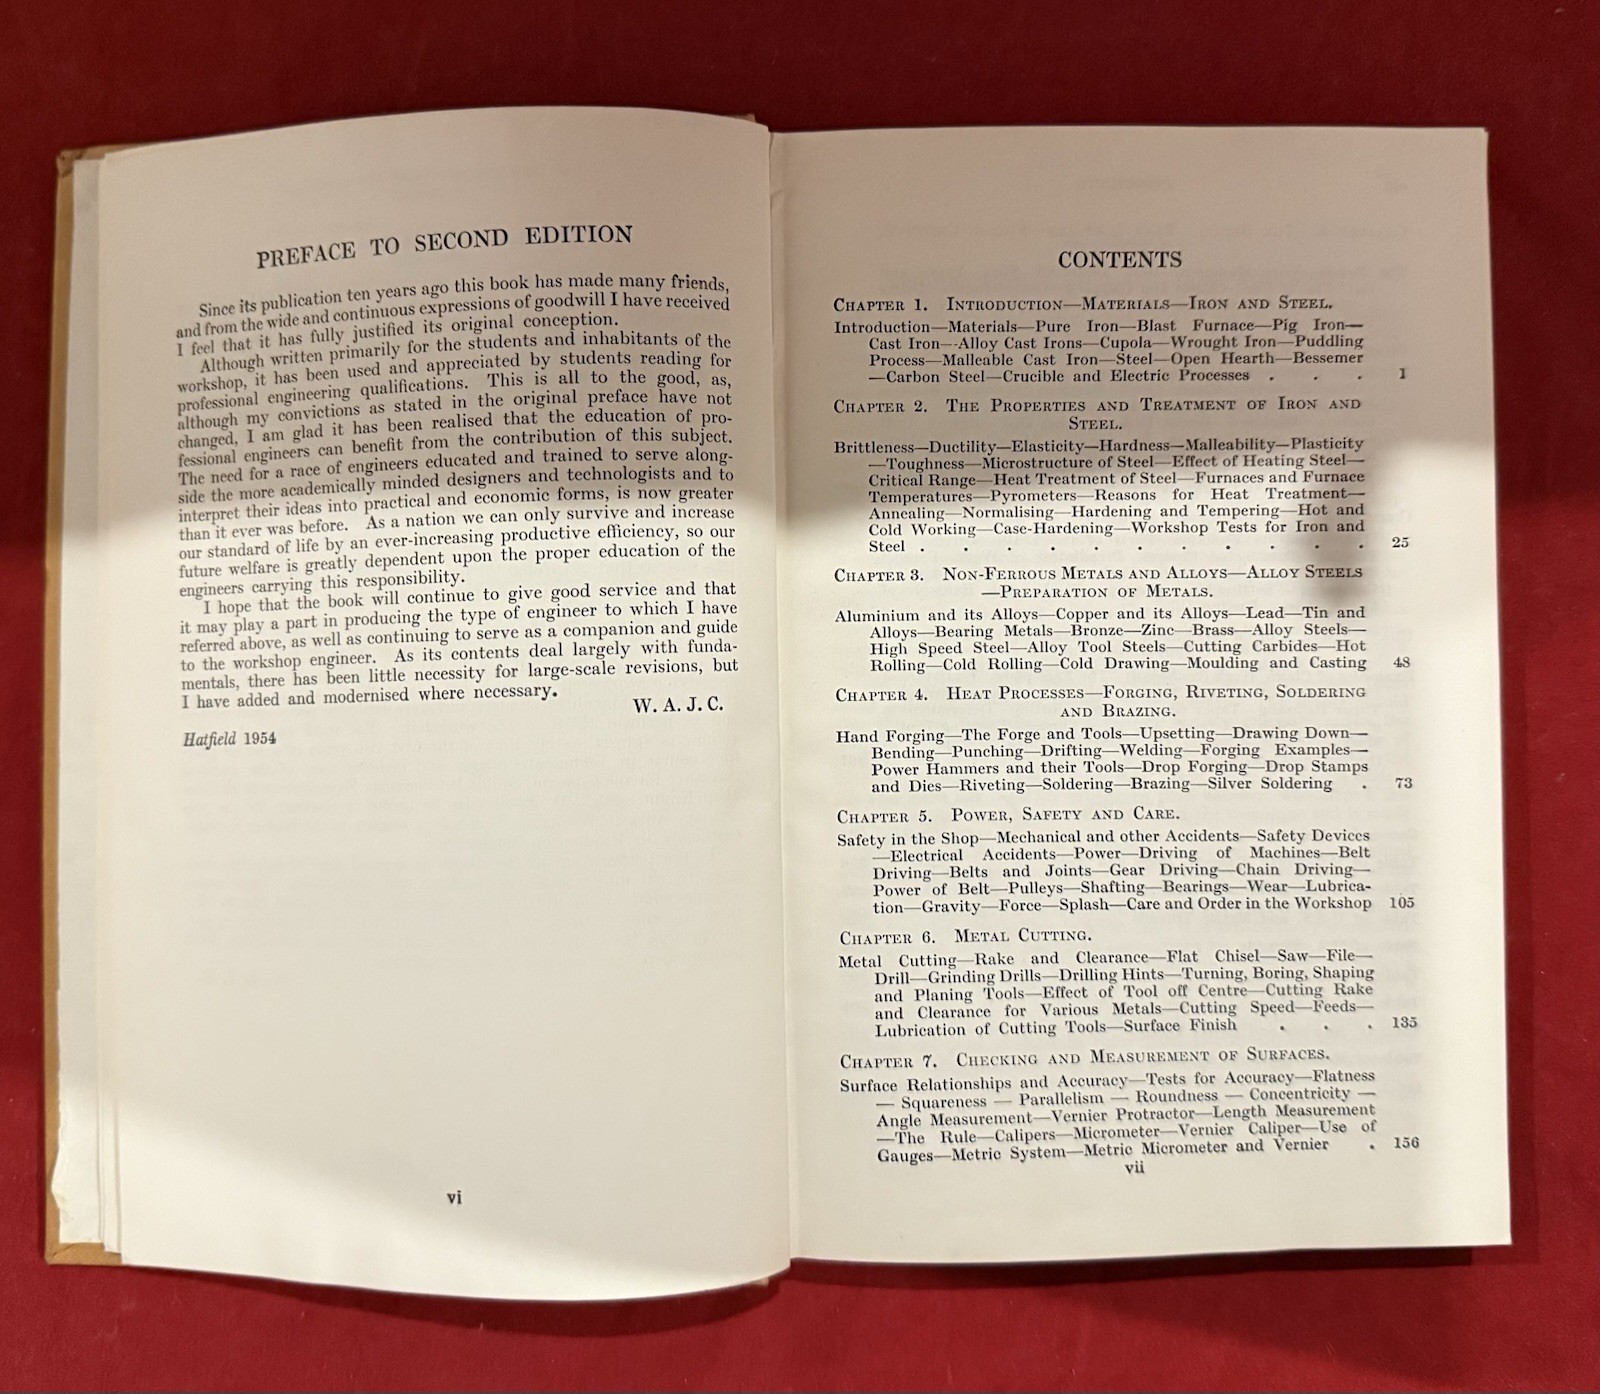 PREFACE TO SECOND EDITION
Since its publication ten years ago this book has made many friends,
and from the wide and continuous expressions of goodwill I have received
I feel that it has fully justified its original conception.
Although written primarily for the students and inhabitants of the
workshop, it has been used and appreciated by students reading for
professional engineering qualifications. This is all to the good, as,
although my convictions as stated in the original preface have not
changed, I am glad it has been realised that the education of pro-
fessional engineers can benefit from the contribution of this subject.
The need for a race of engineers educated and trained to serve along-
side the more academically minded designers and technologists and to
interpret their ideas into practical and economic forms, is now greater
than it ever was before. As a nation we can only survive and increase
our standard of life by an ever-increasing productive efficiency, so our
future welfare is greatly dependent upon the proper education of the
engineers carrying this responsibility.
I hope that the book will continue to give good service and that
it may play a part in producing the type of engineer to which I have
referred above, as well as continuing to serve as a companion and guide
to the workshop engineer. As its contents deal largely with funda-
mentals, there has been little necessity for large-scale revisions, but
I have added and modernised where necessary.
W. A. J. C.
Hatfield 1954
vi
CONTENTS
CHAPTER 1. INTRODUCTION—MATERIALS—IRON AND STEEL.
Introduction—Materials—Pure Iron—Blast Furnace—Pig Iron—
Cast Iron—Alloy Cast Irons—Cupola—Wrought Iron—Puddling
Process—Malleable Cast Iron—Steel—Open Hearth—Bessemer
—Carbon Steel—Crucible and Electric Processes . . . 1
CHAPTER 2. THE PROPERTIES AND TREATMENT OF IRON AND
STEEL.
Brittleness—Ductility—Elasticity—Hardness—Malleability—Plasticity
—Toughness—Microstructure of Steel—Effect of Heating Steel—
Critical Range—Heat Treatment of Steel—Furnaces and Furnace
Temperatures—Pyrometers—Reasons for Heat Treatment—
Annealing—Normalising—Hardening and Tempering—Hot and
Cold Working—Case-Hardening—Workshop Tests for Iron and
Steel . . . . . . . . . . . 25
CHAPTER 3. NON-FERROUS METALS AND ALLOYS—ALLOY STEELS
—PREPARATION OF METALS.
Aluminium and its Alloys—Copper and its Alloys—Lead—Tin and
Alloys—Bearing Metals—Bronze—Zinc—Brass—Alloy Steels—
High Speed Steel—Alloy Tool Steels—Cutting Carbides—Hot
Rolling—Cold Rolling—Cold Drawing—Moulding and Casting 48
CHAPTER 4. HEAT PROCESSES—FORGING, RIVETING, SOLDERING
AND BRAZING.
Hand Forging—The Forge and Tools—Upsetting—Drawing Down—
Bending—Punching—Drifting—Welding—Forging Examples—
Power Hammers and their Tools—Drop Forging—Drop Stamps
and Dies—Riveting—Soldering—Brazing—Silver Soldering . 73
CHAPTER 5. POWER, SAFETY AND CARE.
Safety in the Shop—Mechanical and other Accidents—Safety Devices
—Electrical Accidents—Power—Driving of Machines—Belt
Driving—Belts and Joints—Gear Driving—Chain Driving—
Power of Belt—Pulleys—Shafting—Bearings—Wear—Lubrica-
tion—Gravity—Force—Splash—Care and Order in the Workshop 105
CHAPTER 6. METAL CUTTING.
Metal Cutting—Rake and Clearance—Flat Chisel—Saw—File—
Drill—Grinding Drills—Drilling Hints—Turning, Boring, Shaping
and Planing Tools—Effect of Tool off Centre—Cutting Rake
and Clearance for Various Metals—Cutting Speed—Feeds—
Lubrication of Cutting Tools—Surface Finish . . . 135
CHAPTER 7. CHECKING AND MEASUREMENT OF SURFACES.
Surface Relationships and Accuracy—Tests for Accuracy—Flatness
— Squareness — Parallelism — Roundness — Concentricity —
Angle Measurement—Vernier Protractor—Length Measurement
—The Rule—Calipers—Micrometer—Vernier Caliper—Use of
Gauges—Metric System—Metric Micrometer and Vernier . 156
vii